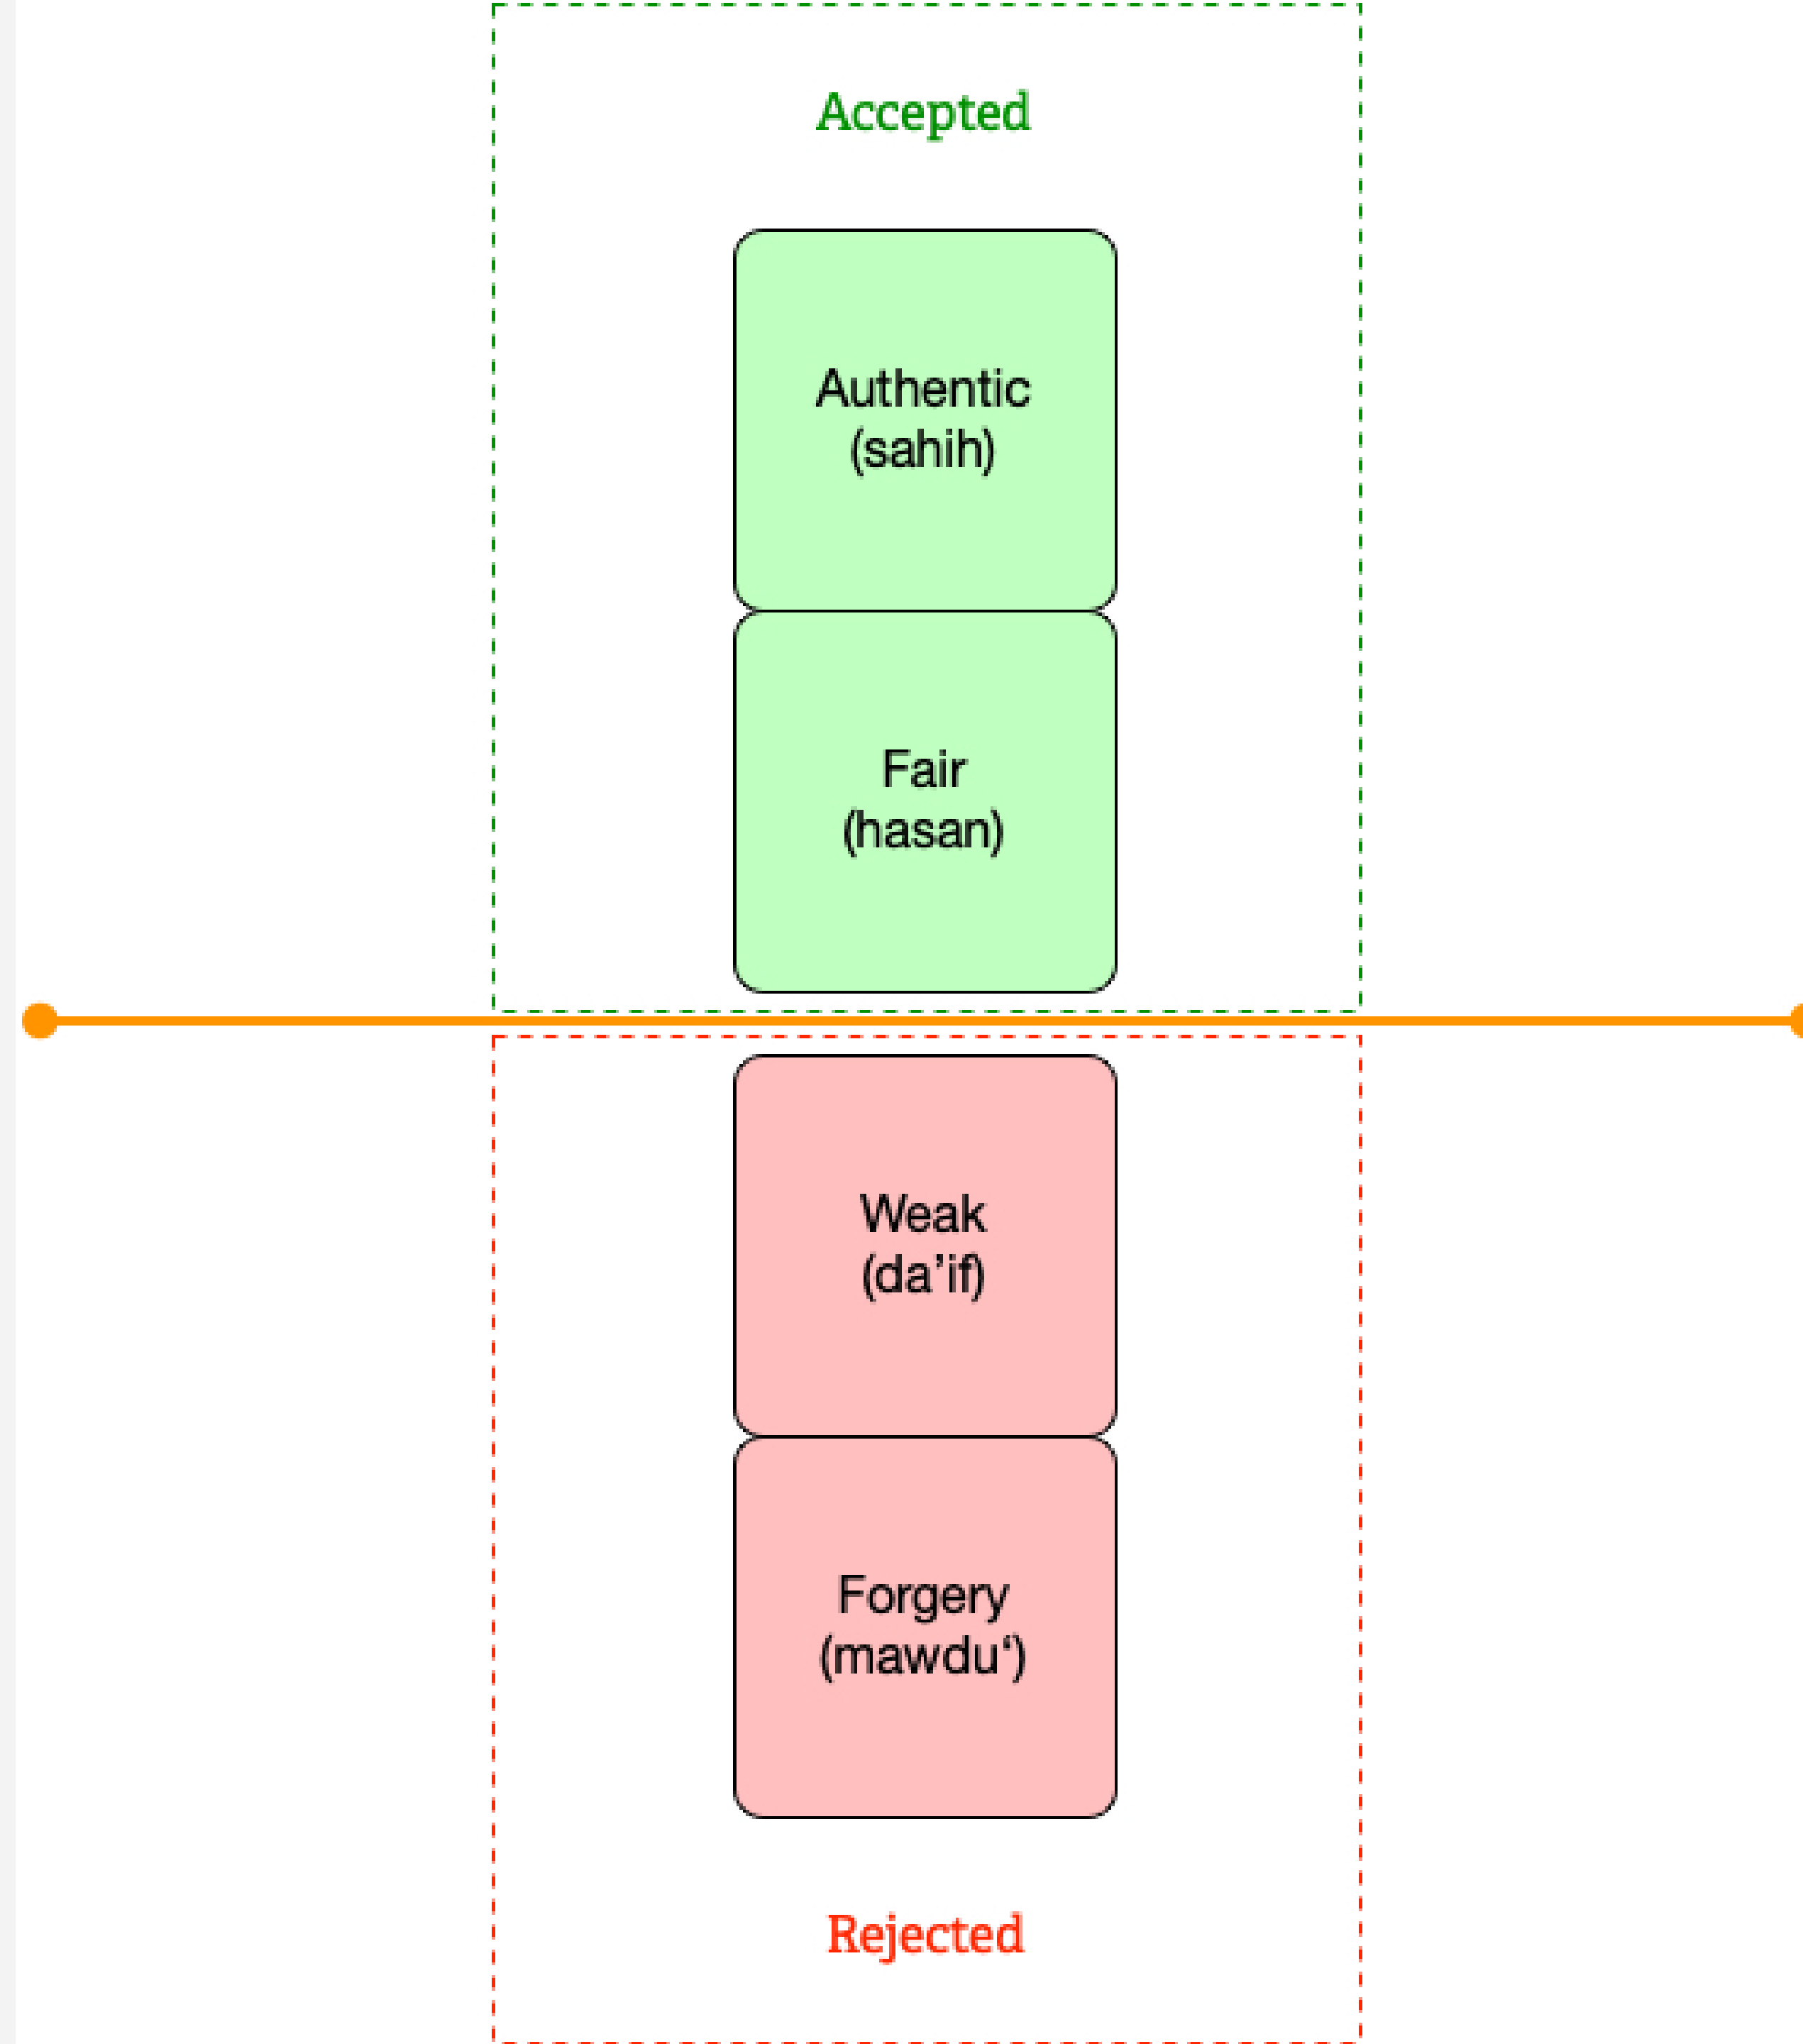 Accepted
Authentic
(sahih)
Fair
(hasan)
Weak
(da’if)
Forgery
(mawdu‘)
Rejected